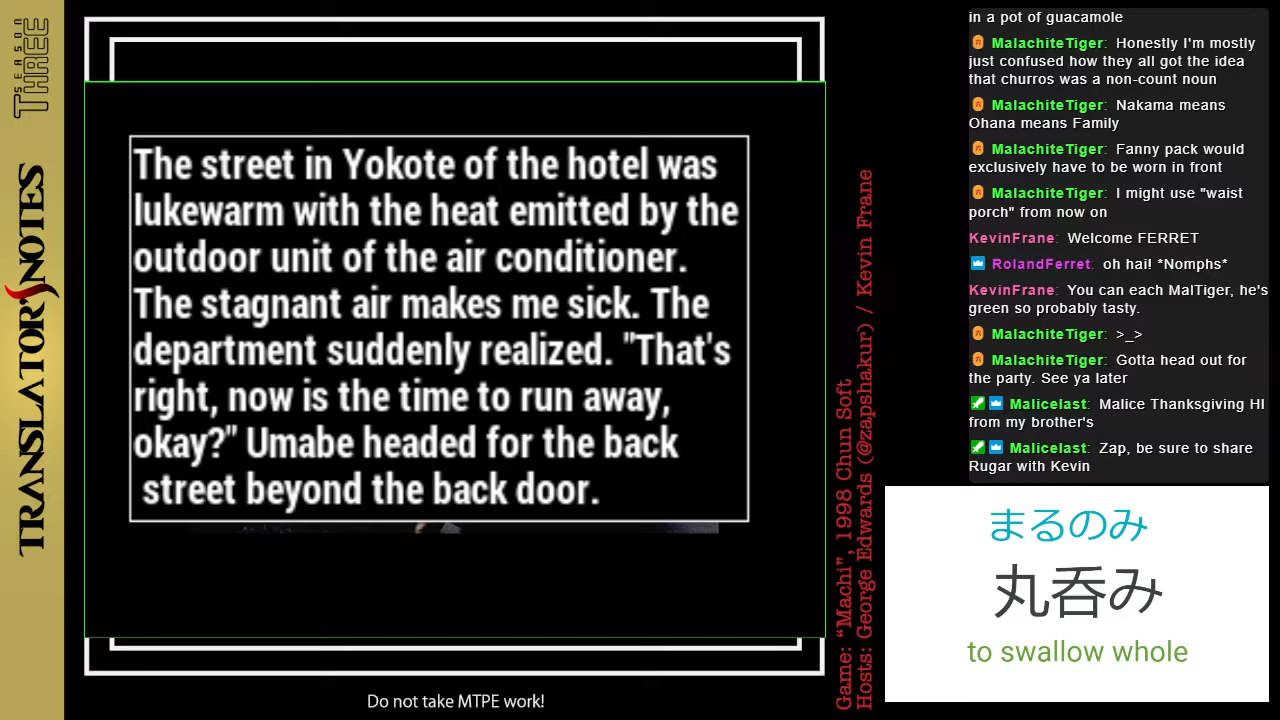 SEASON
THREE
TRANSLATOR'S NOTES
The street in Yokote of the hotel was
lukewarm with the heat emitted by the
outdoor unit of the air conditioner.
The stagnant air makes me sick. The
department suddenly realized. "That's
right, now is the time to run away,
okay?" Umabe headed for the back
street beyond the back door.
Do not take MTPE work!
Game: "Machi", 1998 Chun Soft
Hosts: George Edwards (@zapshakur) / Kevin Frane
in a pot of guacamole
MalachiteTiger: Honestly I'm mostly
just confused how they all got the idea
that churros was a non-count noun
MalachiteTiger: Nakama means
Ohana means Family
MalachiteTiger: Fanny pack would
exclusively have to be worn in front
MalachiteTiger: I might use "waist
porch" from now on
KevinFrane: Welcome FERRET
RolandFerret: oh hai! *Nomphs*
KevinFrane: You can each MalTiger, he's
green so probably tasty.
MalachiteTiger: >_>
MalachiteTiger: Gotta head out for
the party. See ya later
Malicelast: Malice Thanksgiving HI
from my brother's
Malicelast: Zap, be sure to share
Rugar with Kevin
まるのみ
丸呑み
to swallow whole